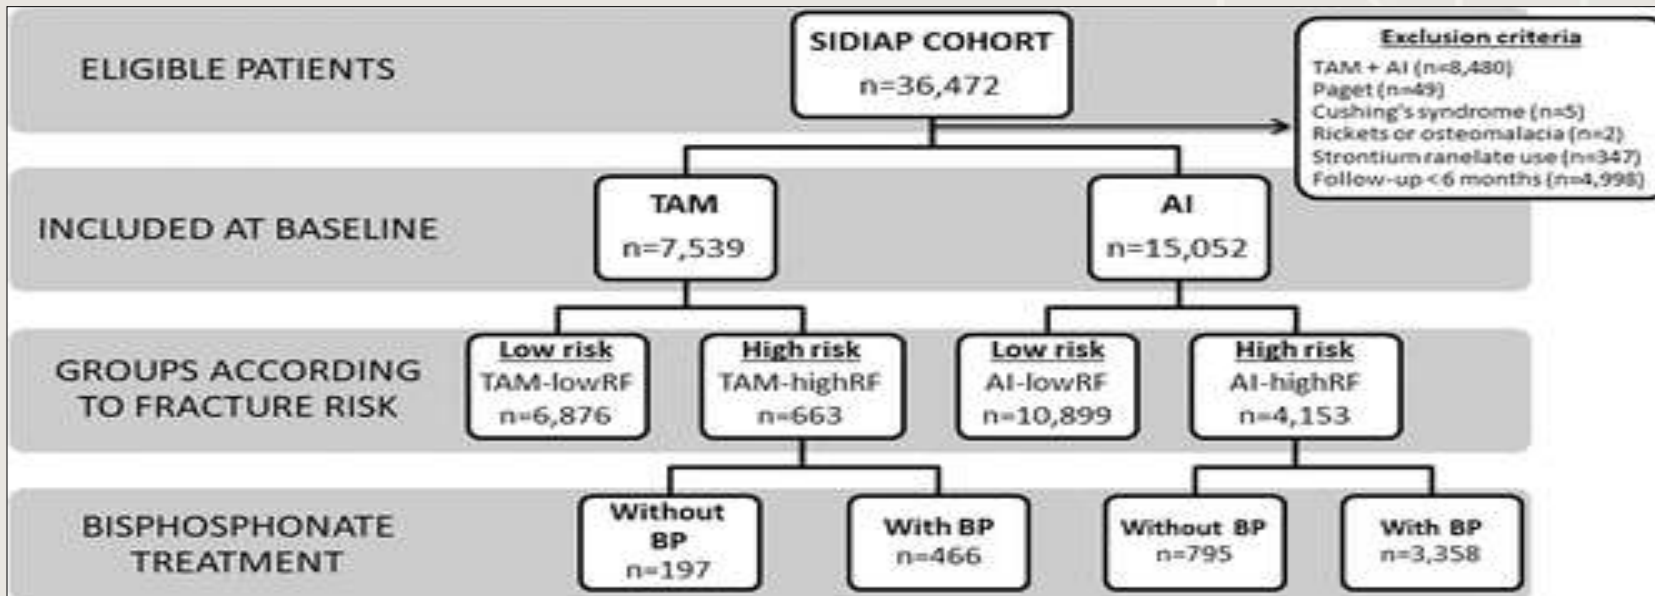 ELIGIBLE PATIENTS
SIDIAP COHORT
n=36,472
Exclusion criteria
TAM + AI (n=8,480)
Paget (n=49)
Cushing's syndrome (n=5)
Rickets or osteomalacia (n=2)
Strontium ranelate use (n=347)
Follow-up < 6 months (n=4,998)
INCLUDED AT BASELINE
TAM
n=7,539
AI
n=15,052
GROUPS ACCORDING
TO FRACTURE RISK
Low risk
TAM-lowRF
n=6,876
High risk
TAM-highRF
n=663
Low risk
AI-lowRF
n=10,899
High risk
AI-highRF
n=4,153
BISPHOSPHONATE
TREATMENT
Without
BP
n=197
With BP
n=466
Without BP
n=795
With BP
n=3,358